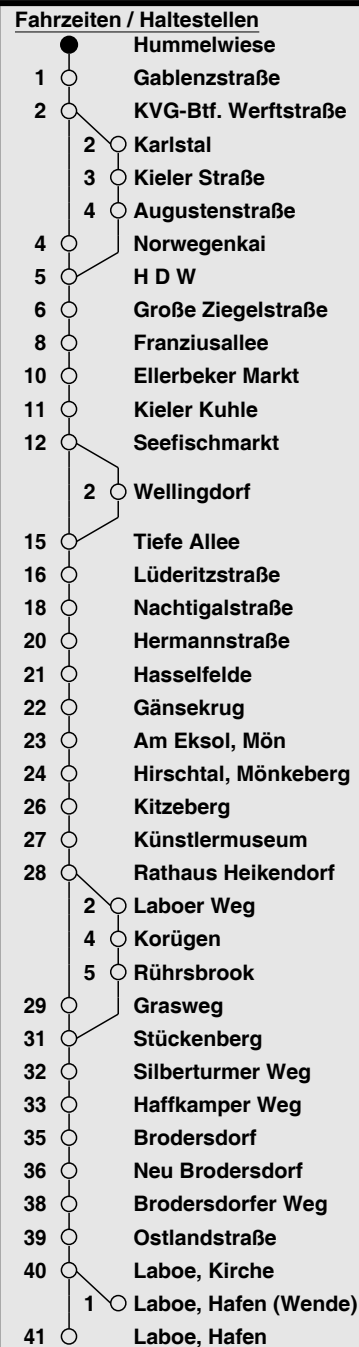 Fahrzeiten / Haltestellen
Hummelwiese
1 Gablenzstraße
2 KVG-Btf. Werftstraße
2 Karlstal
3 Kieler Straße
4 Augustenstraße
4 Norwegenkai
5 H D W
6 Große Ziegelstraße
8 Franziusallee
10 Ellerbeker Markt
11 Kieler Kuhle
12 Seefischmarkt
2 Wellingdorf
15 Tiefe Allee
16 Lüderitzstraße
18 Nachtigalstraße
20 Hermannstraße
21 Hasselfelde
22 Gänsekrug
23 Am Eksol, Mön
24 Hirschtal, Mönkeberg
26 Kitzeberg
27 Künstlermuseum
28 Rathaus Heikendorf
2 Laboer Weg
4 Korügen
5 Rührsbrook
29 Grasweg
31 Stückenberg
32 Silberturmer Weg
33 Haffkamper Weg
35 Brodersdorf
36 Neu Brodersdorf
38 Brodersdorfer Weg
39 Ostlandstraße
40 Laboe, Kirche
1 Laboe, Hafen (Wende)
41 Laboe, Hafen